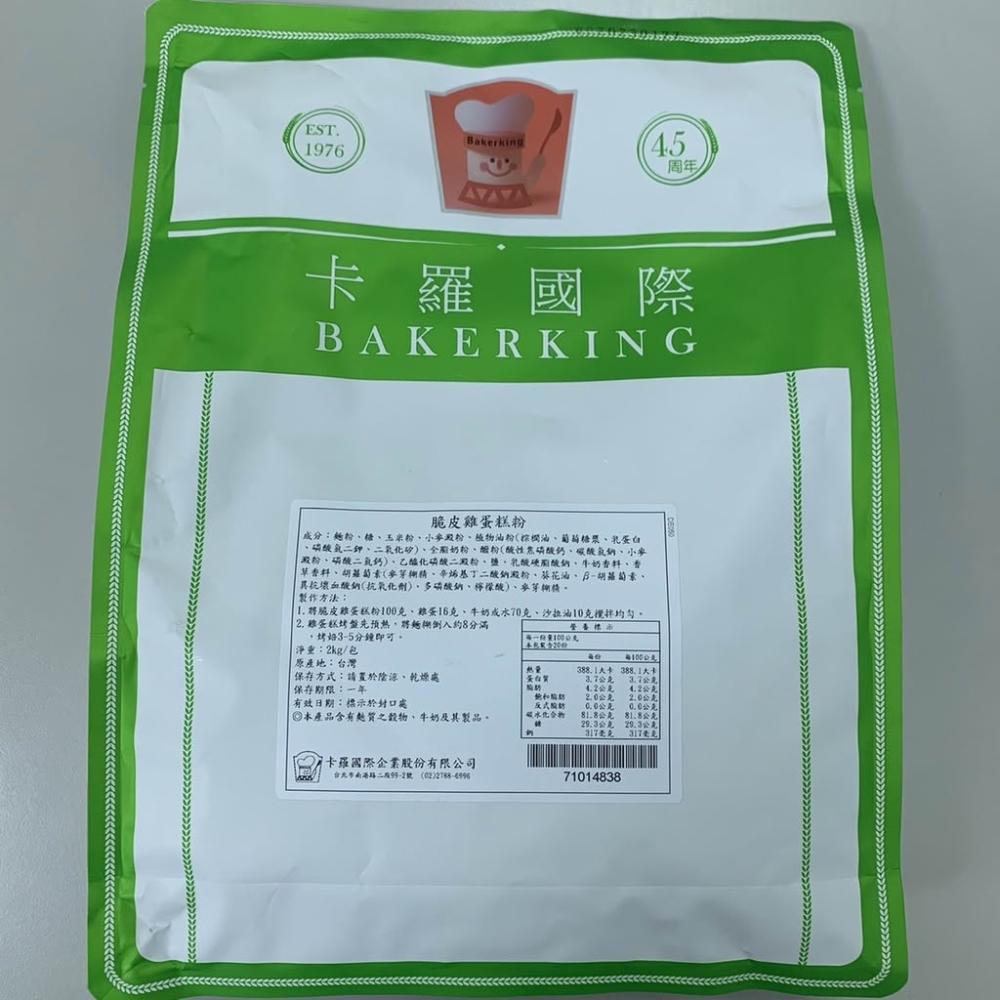 EST.
1976
Bakerking
45
周年
卡羅國際
BAKERKING
脆皮雞蛋糕粉
成分：麵粉、糖、玉米粉、小麥澱粉、植物油粉(棕櫚油、葡萄糖漿、乳蛋白
、磷酸氫二鉀、二氧化矽)、全脂奶粉、醱粉(酸性焦磷酸鈣、碳酸氫鈉、小麥
澱粉、磷酸二氫鈣)、乙醯化磷酸二澱粉、鹽、乳酸硬脂酸鈉、牛奶香料、香
草香料、胡蘿蔔素(麥芽糊精、辛烯基丁二酸鈉澱粉、葵花油、β-胡蘿蔔素、
異抗壞血酸鈉(抗氧化劑)、多磷酸鈉、檸檬酸)、麥芽糊精。
製作方法：
1.將脆皮雞蛋糕粉100克、雞蛋16克、牛奶或水70克、沙拉油10克攪拌均勻。
2.雞蛋糕烤盤先預熱，將麵糊倒入約8分滿
，烤焙3-5分鐘即可。
淨重：2kg/包
原產地：台灣
保存方式：請置於陰涼、乾燥處
保存期限：一年
有效日期：標示於封口處
◎本產品含有麩質之穀物、牛奶及其製品。
營養標示
每一份量100公克
本包裝含20份
每份 每100公克
熱量 388.1大卡 388.1大卡
蛋白質 3.7公克 3.7公克
脂肪 4.2公克 4.2公克
飽和脂肪 2.0公克 2.0公克
反式脂肪 0.0公克 0.0公克
碳水化合物 81.8公克 81.8公克
糖 29.3公克 29.3公克
鈉 317毫克 317毫克
卡羅國際企業股份有限公司
台北市南港路二段99-2號 (02)2788-6996
71014838